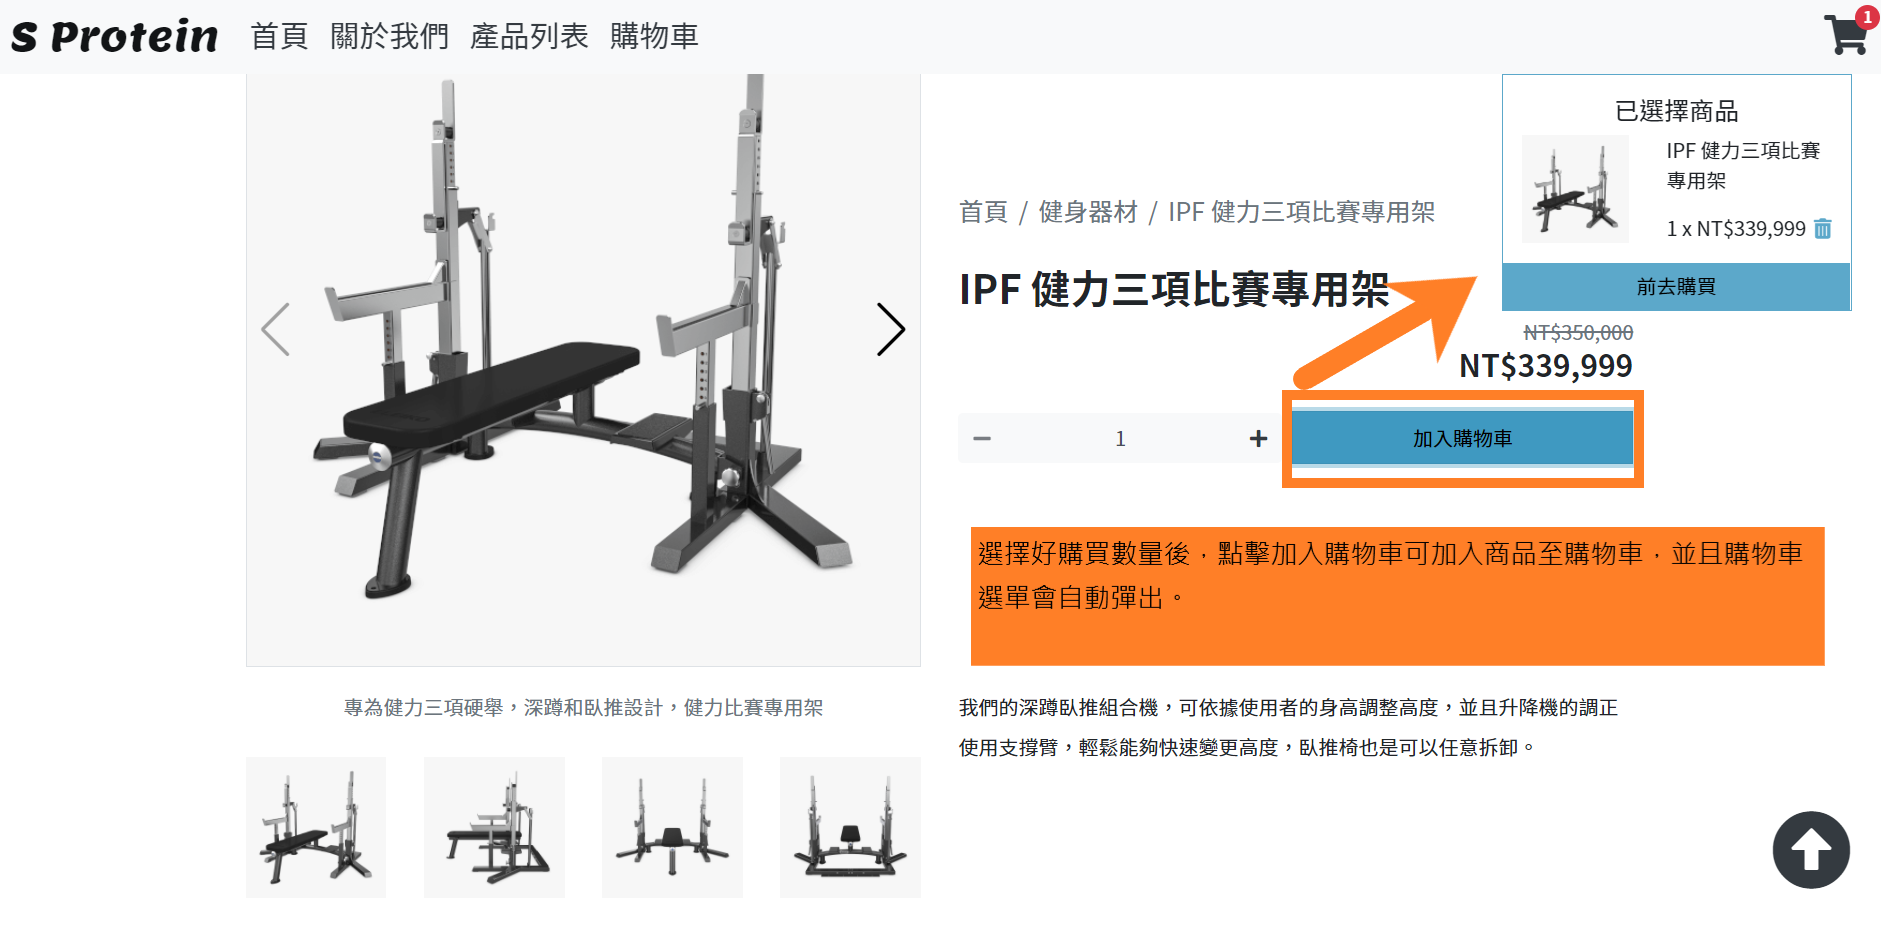 S Protein 首頁 關於我們 產品列表 購物車 1
已選擇商品
IPF 健力三項比賽
專用架
1 x NT$339,999
前去購買
首頁 / 健身器材 / IPF 健力三項比賽專用架
IPF 健力三項比賽專用架
NT$350,000
NT$339,999
− 1 +
加入購物車
選擇好購買數量後，點擊加入購物車可加入商品至購物車，並且購物車
選單會自動彈出。
專為健力三項硬舉，深蹲和臥推設計，健力比賽專用架
我們的深蹲臥推組合機，可依據使用者的身高調整高度，並且升降機的調正
使用支撐臂，輕鬆能夠快速變更高度，臥推椅也是可以任意拆卸。